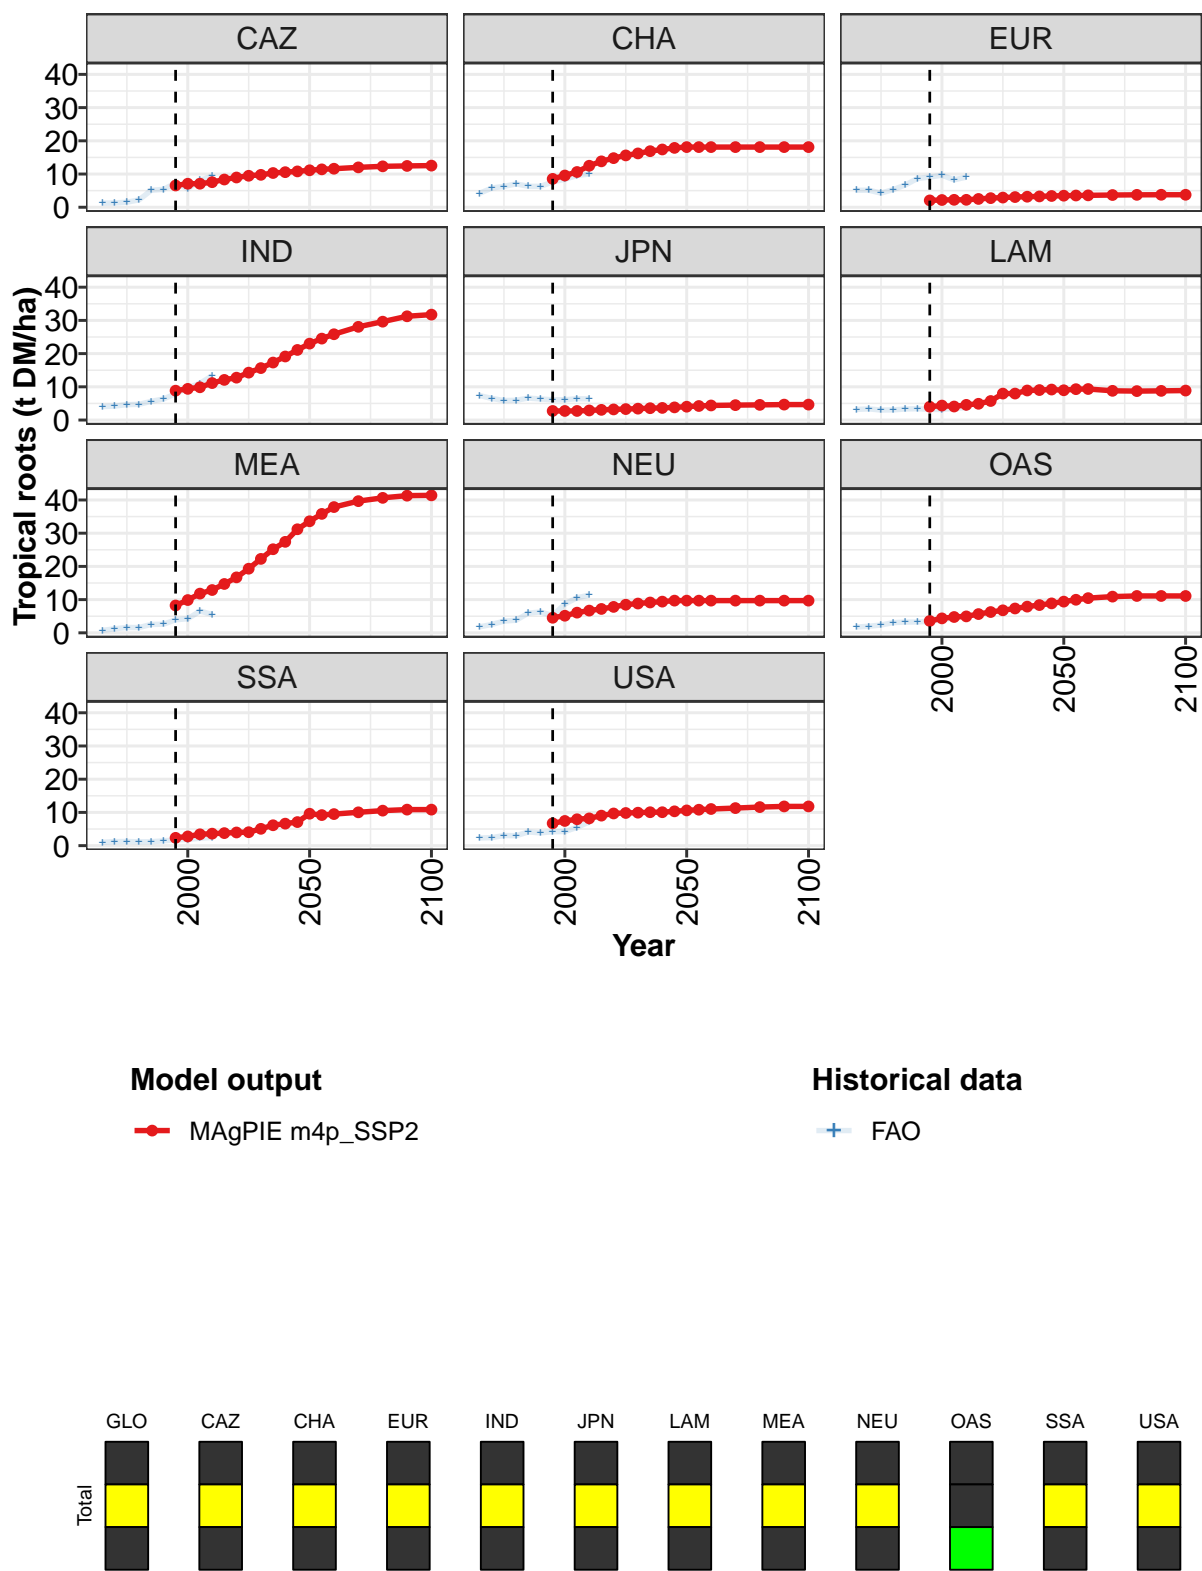 CAZ CHA EUR
40
30
20
10
0
IND JPN LAM
40
30
20
10
0
MEA NEU OAS
40
30
20
10
0
2000 2050 2100
SSA USA
40
30
20
10
0
2000 2050 2100 2000 2050 2100
Tropical roots (t DM/ha)
Year
Model output Historical data
MAgPIE m4p_SSP2 FAO
GLO CAZ CHA EUR IND JPN LAM MEA NEU OAS SSA USA
Total